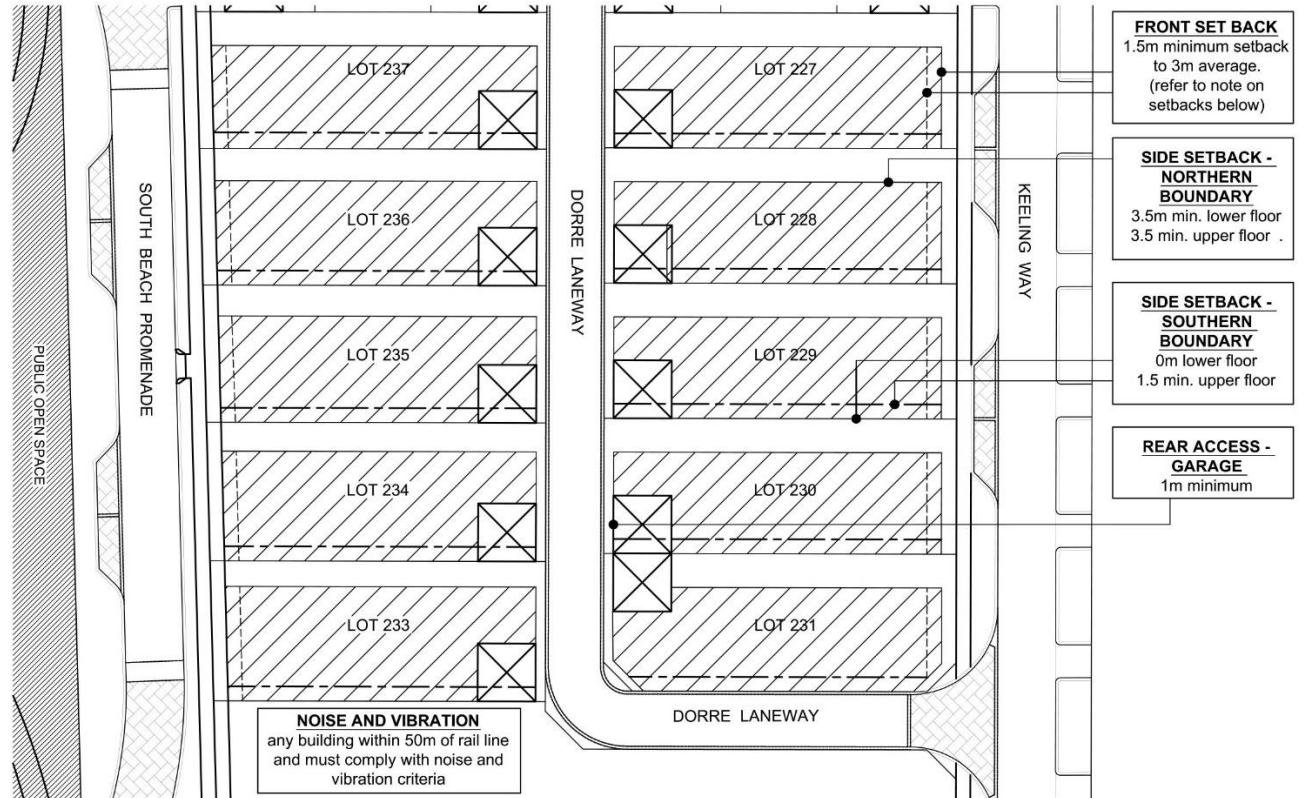 LOT 237
LOT 227
FRONT SET BACK
1.5m minimum setback
to 3m average.
(refer to note on
setbacks below)
SIDE SETBACK -
NORTHERN
BOUNDARY
3.5m min. lower floor
3.5 min. upper floor .
LOT 236
LOT 228
SOUTH BEACH PROMENADE
DORRE LANEWAY
KEELING WAY
SIDE SETBACK -
SOUTHERN
BOUNDARY
0m lower floor
1.5 min. upper floor
PUBLIC OPEN SPACE
LOT 235
LOT 229
REAR ACCESS -
GARAGE
1m minimum
LOT 234
LOT 230
LOT 233
LOT 231
NOISE AND VIBRATION
any building within 50m of rail line
and must comply with noise and
vibration criteria
DORRE LANEWAY